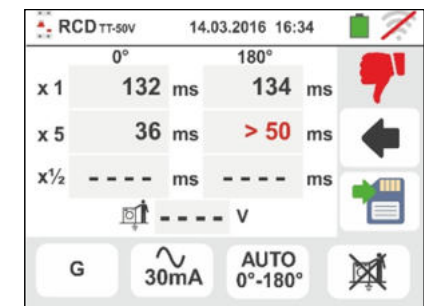 RCD TT-50V 14.03.2016 16:34
0° 180°
x 1 132 ms 134 ms
x 5 36 ms > 50 ms
x½ - - - - ms - - - - ms
- - - - V
G 30mA AUTO
0°-180°